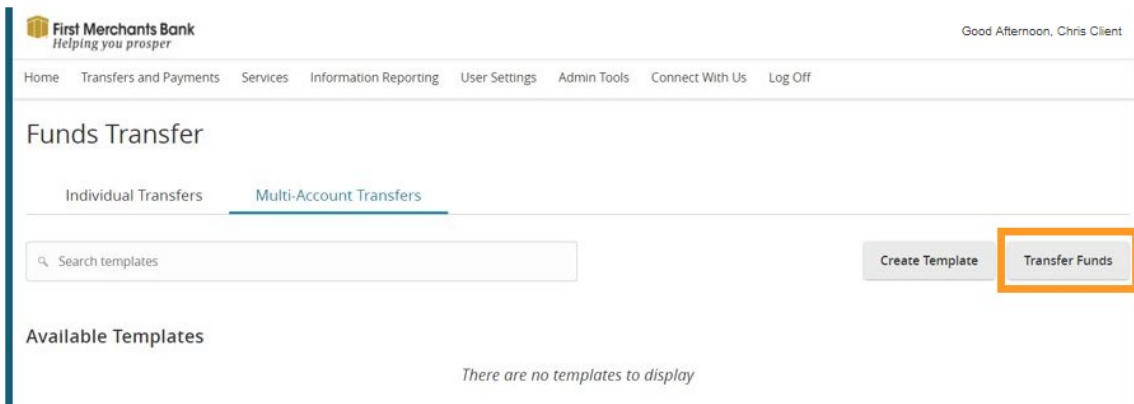 First Merchants Bank
Helping you prosper
Good Afternoon, Chris Client
Home Transfers and Payments Services Information Reporting User Settings Admin Tools Connect With Us Log Off
Funds Transfer
Individual Transfers Multi-Account Transfers
Search templates Create Template Transfer Funds
Available Templates
There are no templates to display